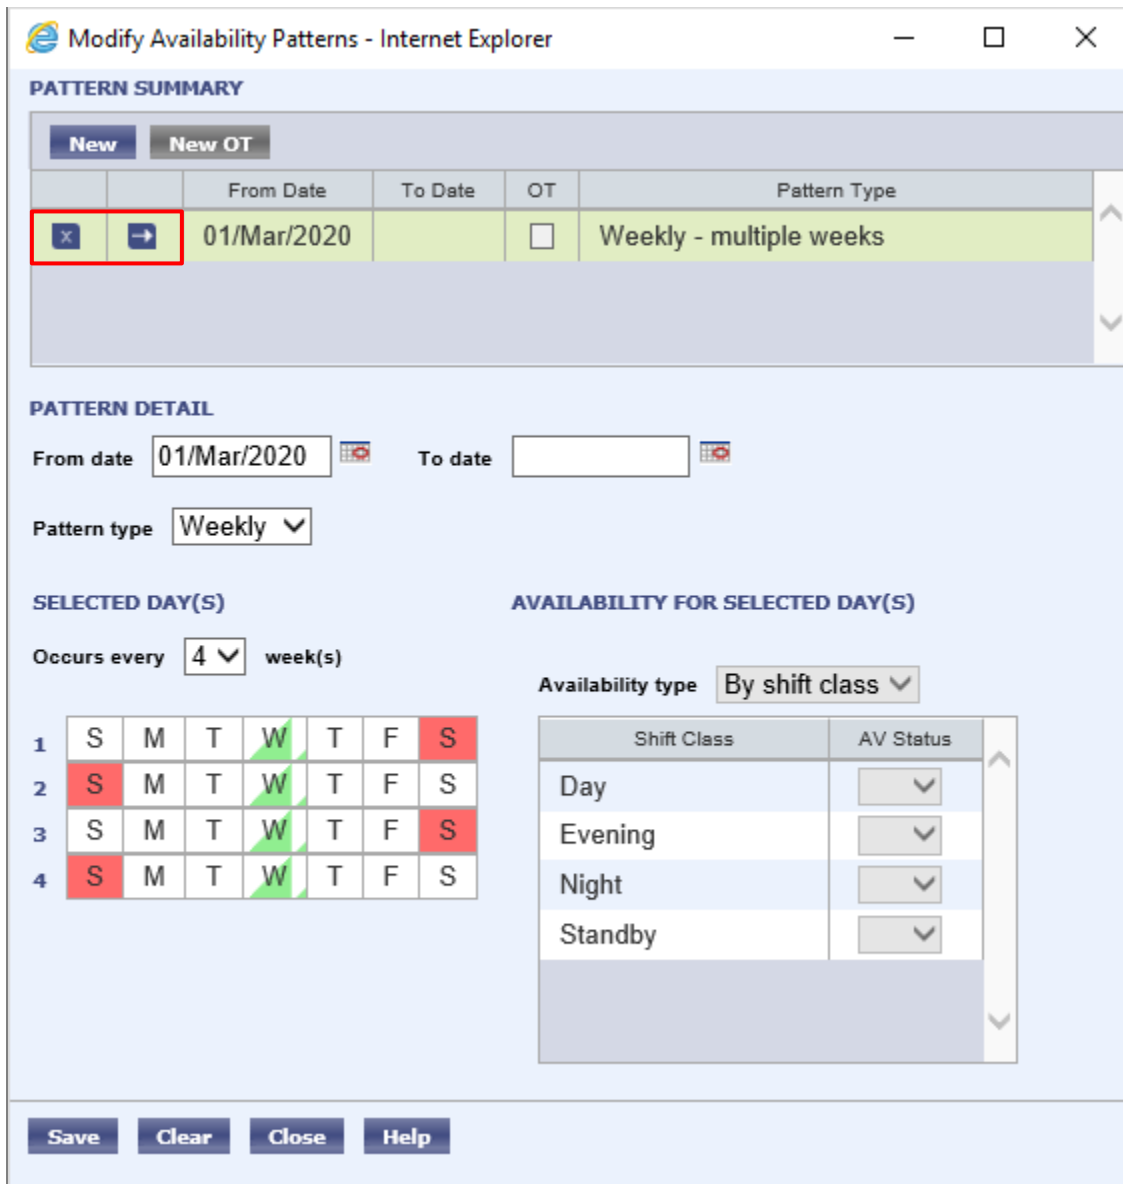 Modify Availability Patterns - Internet Explorer
PATTERN SUMMARY
New New OT
From Date To Date OT Pattern Type
x 01/Mar/2020 Weekly - multiple weeks
PATTERN DETAIL
From date 01/Mar/2020 To date
Pattern type Weekly
SELECTED DAY(S) AVAILABILITY FOR SELECTED DAY(S)
Occurs every 4 week(s)
Availability type By shift class
1 S M T W T F S
2 S M T W T F S
3 S M T W T F S
4 S M T W T F S
Shift Class AV Status
Day
Evening
Night
Standby
Save Clear Close Help